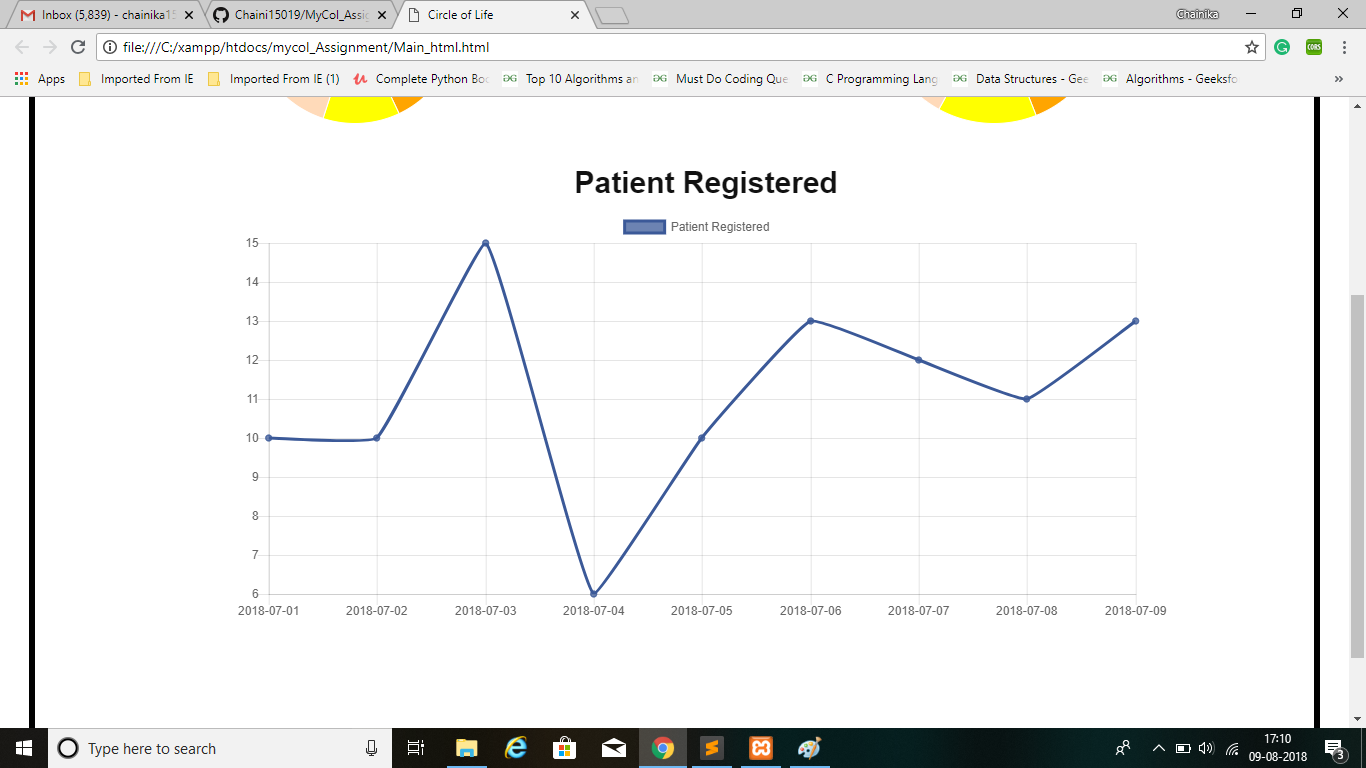 Inbox (5,839) - chainika15
Chaini15019/MyCol_Assig
Circle of Life
Chainika
file:///C:/xampp/htdocs/mycol_Assignment/Main_html.html
CORS
Apps
Imported From IE
Imported From IE (1)
Complete Python Boo
Top 10 Algorithms an
Must Do Coding Que
C Programming Lang
Data Structures - Gee
Algorithms - Geeksfo
»
Patient Registered
Patient Registered
15
14
13
12
11
10
9
8
7
6
2018-07-01 2018-07-02 2018-07-03 2018-07-04 2018-07-05 2018-07-06 2018-07-07 2018-07-08 2018-07-09
Type here to search
17:10
09-08-2018
3